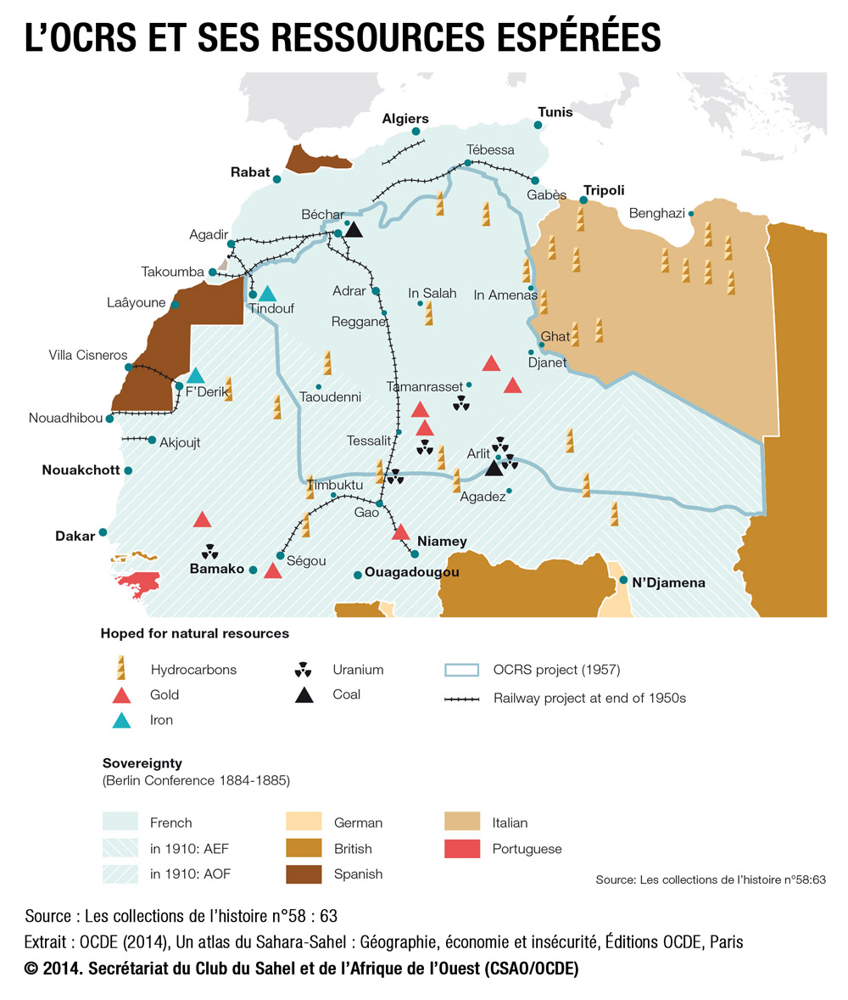 L'OCRS ET SES RESSOURCES ESPÉRÉES
Algiers
Tunis
Tébessa
Rabat
Gabès
Tripoli
Benghazi
Béchar
Agadir
Takoumba
Adrar
In Salah
In Amenas
Laâyoune
Tindouf
Reggane
Ghat
Villa Cisneros
Djanet
F'Derik
Taoudenni
Tamanrasset
Nouadhibou
Akjoujt
Tessalit
Arlit
Nouakchott
Timbuktu
Agadez
Gao
Dakar
Niamey
Ségou
Bamako
Ouagadougou
N'Djamena
Hoped for natural resources
Hydrocarbons
Uranium
OCRS project (1957)
Gold
Coal
Railway project at end of 1950s
Iron
Sovereignty
(Berlin Conference 1884-1885)
French
German
Italian
in 1910: AEF
British
Portuguese
in 1910: AOF
Spanish
Source: Les collections de l'histoire n°58:63
Source : Les collections de l'histoire n°58 : 63
Extrait : OCDE (2014), Un atlas du Sahara-Sahel : Géographie, économie et insécurité, Éditions OCDE, Paris
© 2014. Secrétariat du Club du Sahel et de l'Afrique de l'Ouest (CSAO/OCDE)